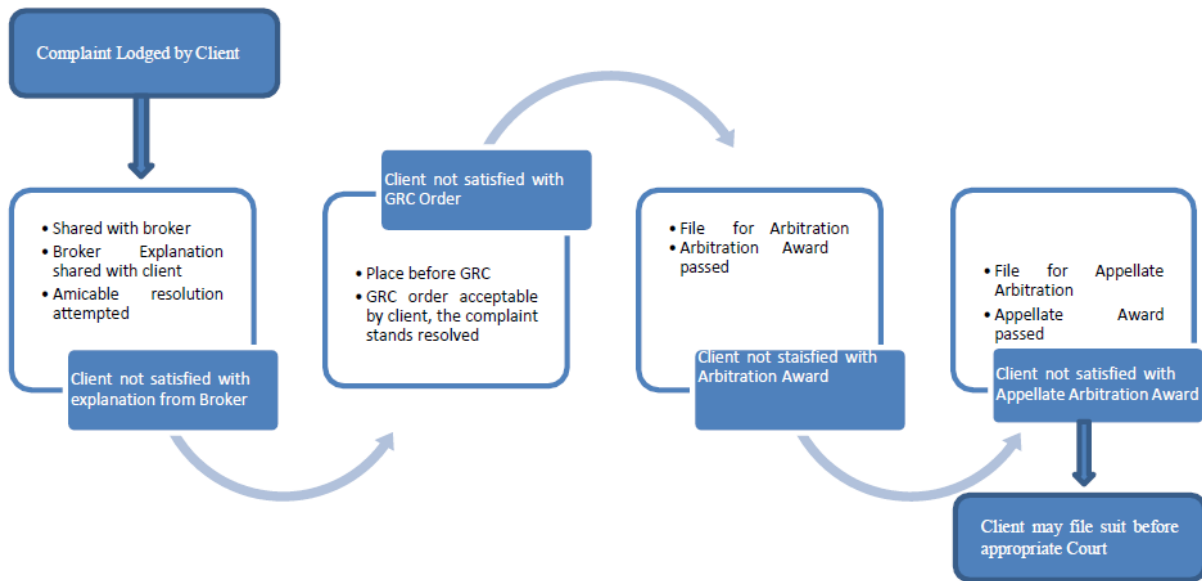 Complaint Lodged by Client
• Shared with broker
• Broker Explanation
shared with client
• Amicable resolution
attempted
Client not satisfied with
explanation from Broker
Client not satisfied with
GRC Order
• Place before GRC
• GRC order acceptable
by client, the complaint
stands resolved
• File for Arbitration
• Arbitration Award
passed
Client not staisfied with
Arbitration Award
• File for Appellate
Arbitration
• Appellate Award
passed
Client not satisfied with
Appellate Arbitration Award
Client may file suit before
appropriate Court